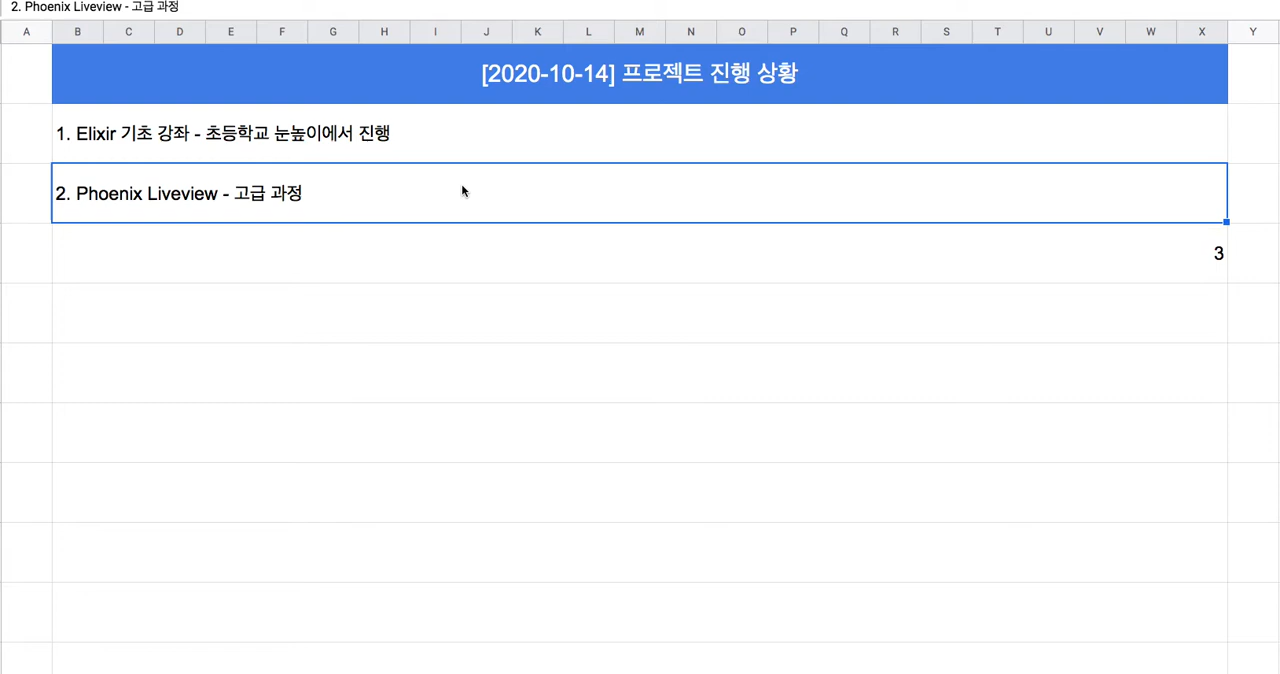 2. Phoenix Liveview - 고급 과정
A B C D E F G H I J K L M N O P Q R S T U V W X Y
[2020-10-14] 프로젝트 진행 상황
1. Elixir 기초 강좌 - 초등학교 눈높이에서 진행
2. Phoenix Liveview - 고급 과정
3